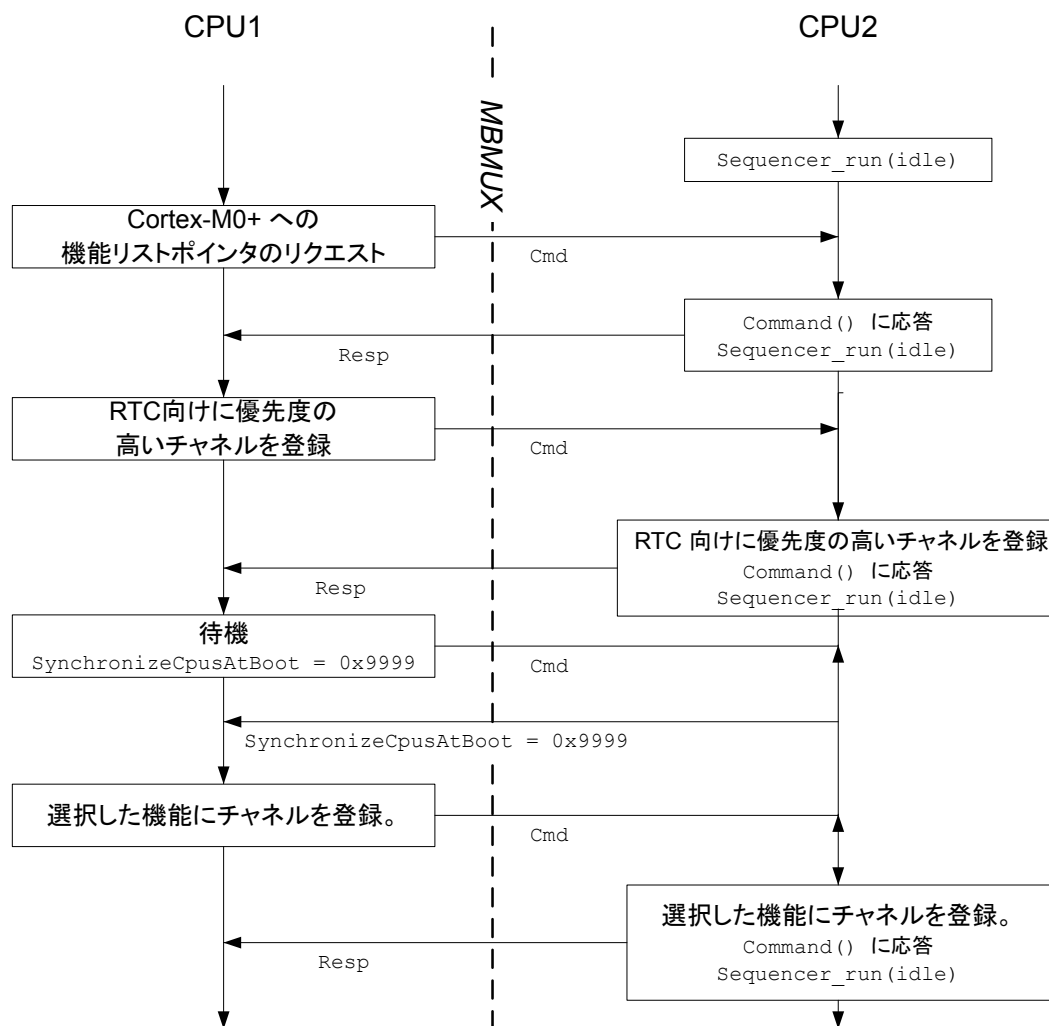 CPU1
CPU2
MBMUX
Sequencer_run(idle)
Cortex-M0+ への
機能リストポインタのリクエスト
Cmd
Command() に応答
Sequencer_run(idle)
Resp
RTC向けに優先度の
高いチャネルを登録
Cmd
RTC 向けに優先度の高いチャネルを登録
Command() に応答
Sequencer_run(idle)
Resp
待機
SynchronizeCpusAtBoot = 0x9999
Cmd
SynchronizeCpusAtBoot = 0x9999
選択した機能にチャネルを登録。
Cmd
選択した機能にチャネルを登録。
Command() に応答
Sequencer_run(idle)
Resp